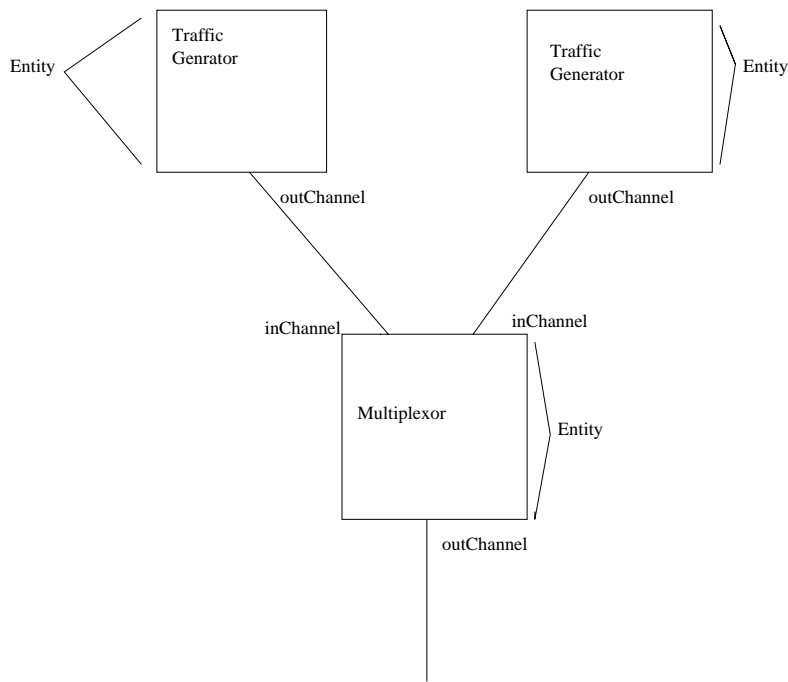 Traffic
Genrator
Traffic
Generator
Entity
Entity
outChannel
outChannel
inChannel
inChannel
Multiplexor
Entity
outChannel